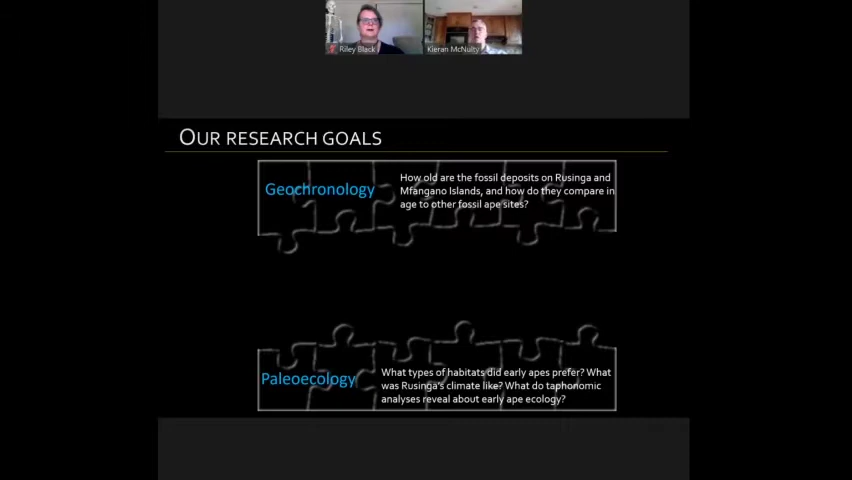 Riley Black
Kieran McNulty
OUR RESEARCH GOALS
Geochronology
How old are the fossil deposits on Rusinga and
Mfangano Islands, and how do they compare in
age to other fossil ape sites?
Paleoecology
What types of habitats did early apes prefer? What
was Rusinga's climate like? What do taphonomic
analyses reveal about early ape ecology?